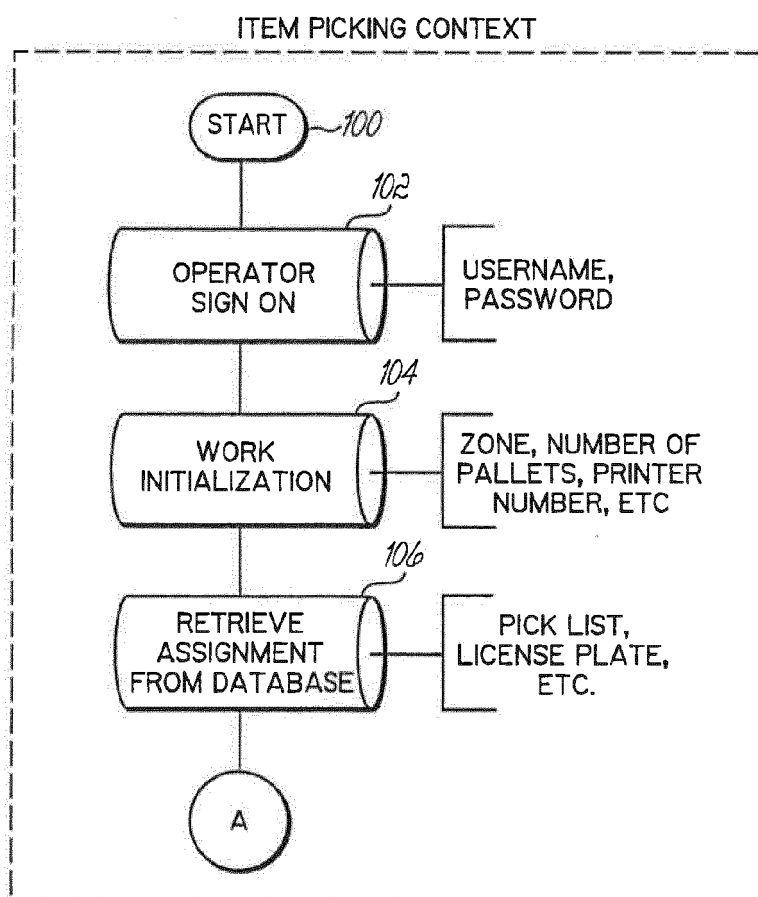 ITEM PICKING CONTEXT
START
100
102
OPERATOR
SIGN ON
USERNAME,
PASSWORD
104
WORK
INITIALIZATION
ZONE, NUMBER OF
PALLETS, PRINTER
NUMBER, ETC
106
RETRIEVE
ASSIGNMENT
FROM DATABASE
PICK LIST,
LICENSE PLATE,
ETC.
A